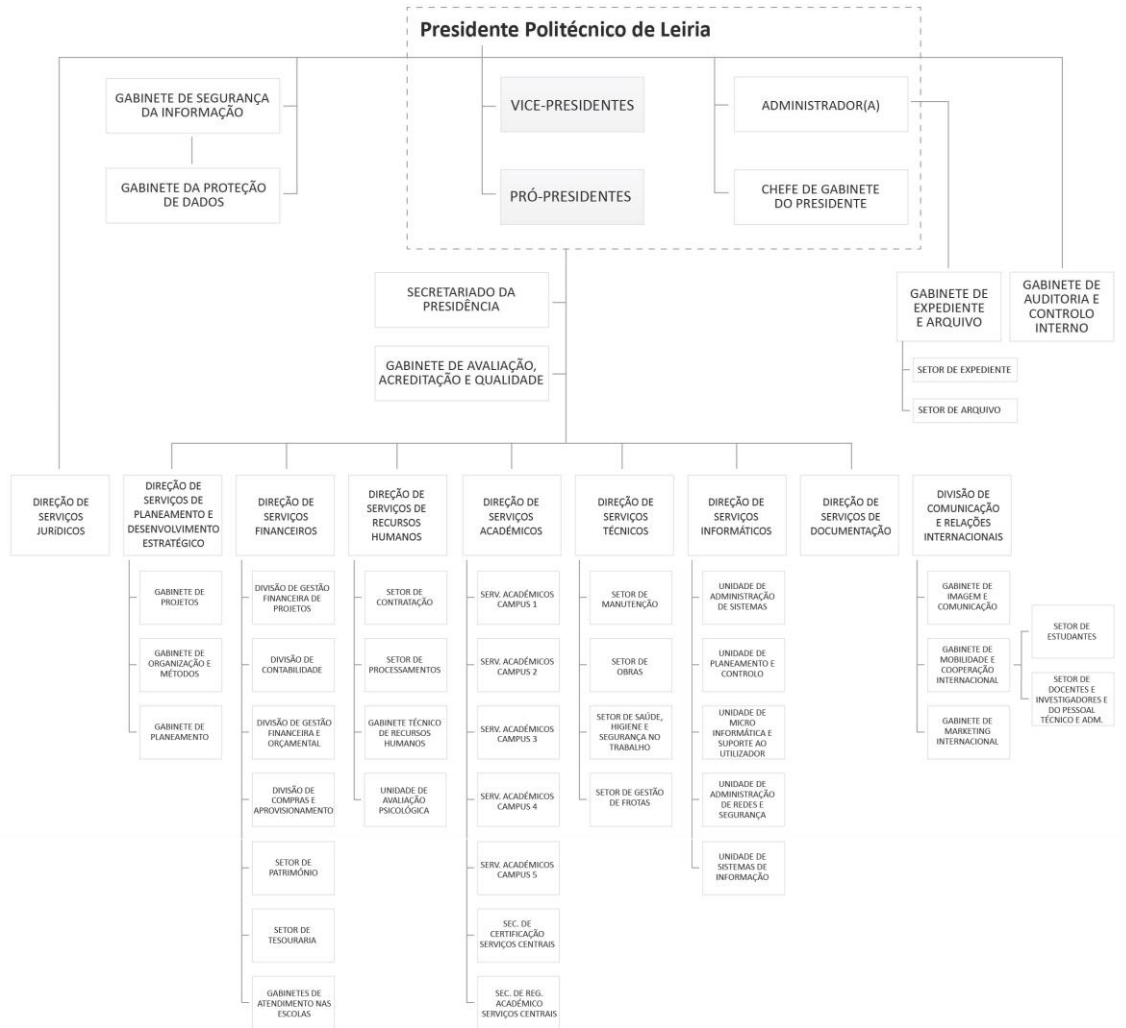 Presidente Politécnico de Leiria
GABINETE DE SEGURANÇA
DA INFORMAÇÃO
VICE-PRESIDENTES
ADMINISTRADOR(A)
GABINETE DA PROTEÇÃO
DE DADOS
PRÓ-PRESIDENTES
CHEFE DE GABINETE
DO PRESIDENTE
SECRETARIADO DA
PRESIDÊNCIA
GABINETE DE
EXPEDIENTE
E ARQUIVO
GABINETE DE
AUDITORIA E
CONTROLO
INTERNO
GABINETE DE AVALIAÇÃO,
ACREDITAÇÃO E QUALIDADE
SETOR DE EXPEDIENTE
SETOR DE ARQUIVO
DIREÇÃO DE
SERVIÇOS
JURÍDICOS
DIREÇÃO DE
SERVIÇOS DE
PLANEAMENTO E
DESENVOLVIMENTO
ESTRATÉGICO
DIREÇÃO DE
SERVIÇOS
FINANCEIROS
DIREÇÃO DE
SERVIÇOS DE
RECURSOS
HUMANOS
DIREÇÃO DE
SERVIÇOS
ACADÉMICOS
DIREÇÃO DE
SERVIÇOS
TÉCNICOS
DIREÇÃO DE
SERVIÇOS
INFORMÁTICOS
DIREÇÃO DE
SERVIÇOS DE
DOCUMENTAÇÃO
DIVISÃO DE
COMUNICAÇÃO
E RELAÇÕES
INTERNACIONAIS
GABINETE DE
PROJETOS
GABINETE DE
ORGANIZAÇÃO E
MÉTODOS
GABINETE DE
PLANEAMENTO
DIVISÃO DE GESTÃO
FINANCEIRA DE
PROJETOS
DIVISÃO DE
CONTABILIDADE
DIVISÃO DE GESTÃO
FINANCEIRA E
ORÇAMENTAL
DIVISÃO DE
COMPRAS E
APROVISIONAMENTO
SETOR DE
PATRIMÓNIO
SETOR DE
TESOURARIA
GABINETES DE
ATENDIMENTO NAS
ESCOLAS
SETOR DE
CONTRATAÇÃO
SETOR DE
PROCESSAMENTOS
GABINETE TÉCNICO
DE RECURSOS
HUMANOS
UNIDADE DE
AVALIAÇÃO
PSICOLÓGICA
SERV. ACADÉMICOS
CAMPUS 1
SERV. ACADÉMICOS
CAMPUS 2
SERV. ACADÉMICOS
CAMPUS 3
SERV. ACADÉMICOS
CAMPUS 4
SERV. ACADÉMICOS
CAMPUS 5
SEC. DE
CERTIFICAÇÃO
SERVIÇOS CENTRAIS
SEC. DE REG.
ACADÉMICO
SERVIÇOS CENTRAIS
SETOR DE
MANUTENÇÃO
SETOR DE
OBRAS
SETOR DE SAÚDE,
HIGIENE E
SEGURANÇA NO
TRABALHO
SETOR DE GESTÃO
DE FROTAS
UNIDADE DE
ADMINISTRAÇÃO
DE SISTEMAS
UNIDADE DE
PLANEAMENTO E
CONTROLO
UNIDADE DE
MICRO
INFORMÁTICA E
SUPORTE AO
UTILIZADOR
UNIDADE DE
ADMINISTRAÇÃO
DE REDES E
SEGURANÇA
UNIDADE DE
SISTEMAS DE
INFORMAÇÃO
GABINETE DE
IMAGEM E
COMUNICAÇÃO
GABINETE DE
MOBILIDADE E
COOPERAÇÃO
INTERNACIONAL
GABINETE DE
MARKETING
INTERNACIONAL
SETOR DE
ESTUDANTES
SETOR DE
DOCENTES E
INVESTIGADORES E
DO PESSOAL
TÉCNICO E ADM.